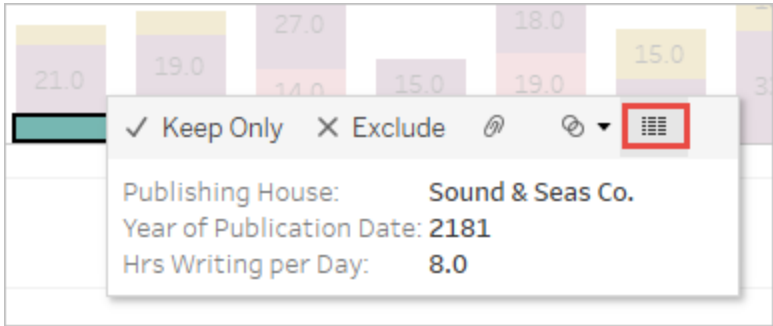 27.0 18.0
21.0 19.0 15.0
14.0 15.0 19.0
Keep Only Exclude
Publishing House: Sound & Seas Co.
Year of Publication Date: 2181
Hrs Writing per Day: 8.0